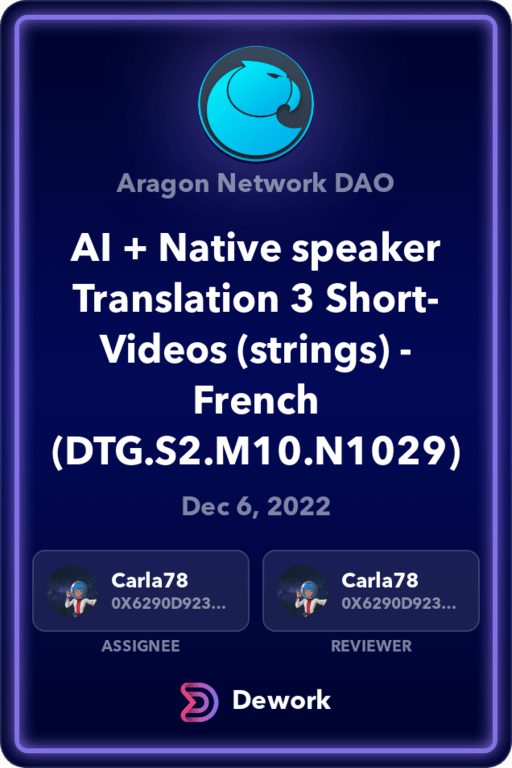 Aragon Network DAO
AI + Native speaker
Translation 3 Short-
Videos (strings) -
French
(DTG.S2.M10.N1029)
Dec 6, 2022
Carla78
0X6290D923...
ASSIGNEE
Carla78
0X6290D923...
REVIEWER
Dework